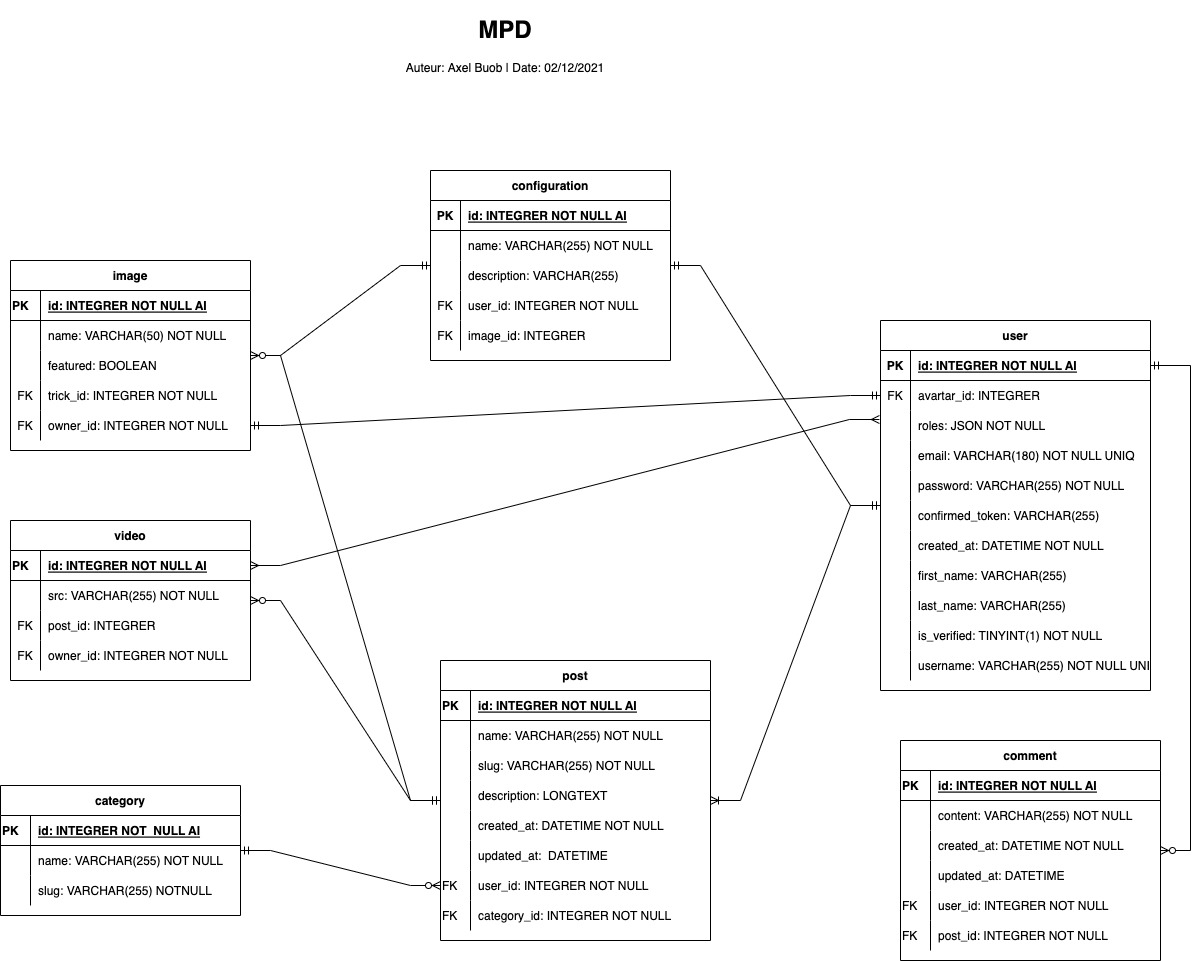 MPD
Auteur: Axel Buob | Date: 02/12/2021
configuration
PK id: INTEGRER NOT NULL AI
name: VARCHAR(255) NOT NULL
description: VARCHAR(255)
FK user_id: INTEGRER NOT NULL
FK image_id: INTEGRER
image
PK id: INTEGRER NOT NULL AI
name: VARCHAR(50) NOT NULL
featured: BOOLEAN
FK trick_id: INTEGRER NOT NULL
FK owner_id: INTEGRER NOT NULL
user
PK id: INTEGRER NOT NULL AI
FK avartar_id: INTEGRER
roles: JSON NOT NULL
email: VARCHAR(180) NOT NULL UNIQ
password: VARCHAR(255) NOT NULL
confirmed_token: VARCHAR(255)
created_at: DATETIME NOT NULL
first_name: VARCHAR(255)
last_name: VARCHAR(255)
is_verified: TINYINT(1) NOT NULL
username: VARCHAR(255) NOT NULL UNI
video
PK id: INTEGRER NOT NULL AI
src: VARCHAR(255) NOT NULL
FK post_id: INTEGRER
FK owner_id: INTEGRER NOT NULL
post
PK id: INTEGRER NOT NULL AI
name: VARCHAR(255) NOT NULL
slug: VARCHAR(255) NOT NULL
description: LONGTEXT
created_at: DATETIME NOT NULL
updated_at: DATETIME
FK user_id: INTEGRER NOT NULL
FK category_id: INTEGRER NOT NULL
category
PK id: INTEGRER NOT NULL AI
name: VARCHAR(255) NOT NULL
slug: VARCHAR(255) NOTNULL
comment
PK id: INTEGRER NOT NULL AI
content: VARCHAR(255) NOT NULL
created_at: DATETIME NOT NULL
updated_at: DATETIME
FK user_id: INTEGRER NOT NULL
FK post_id: INTEGRER NOT NULL